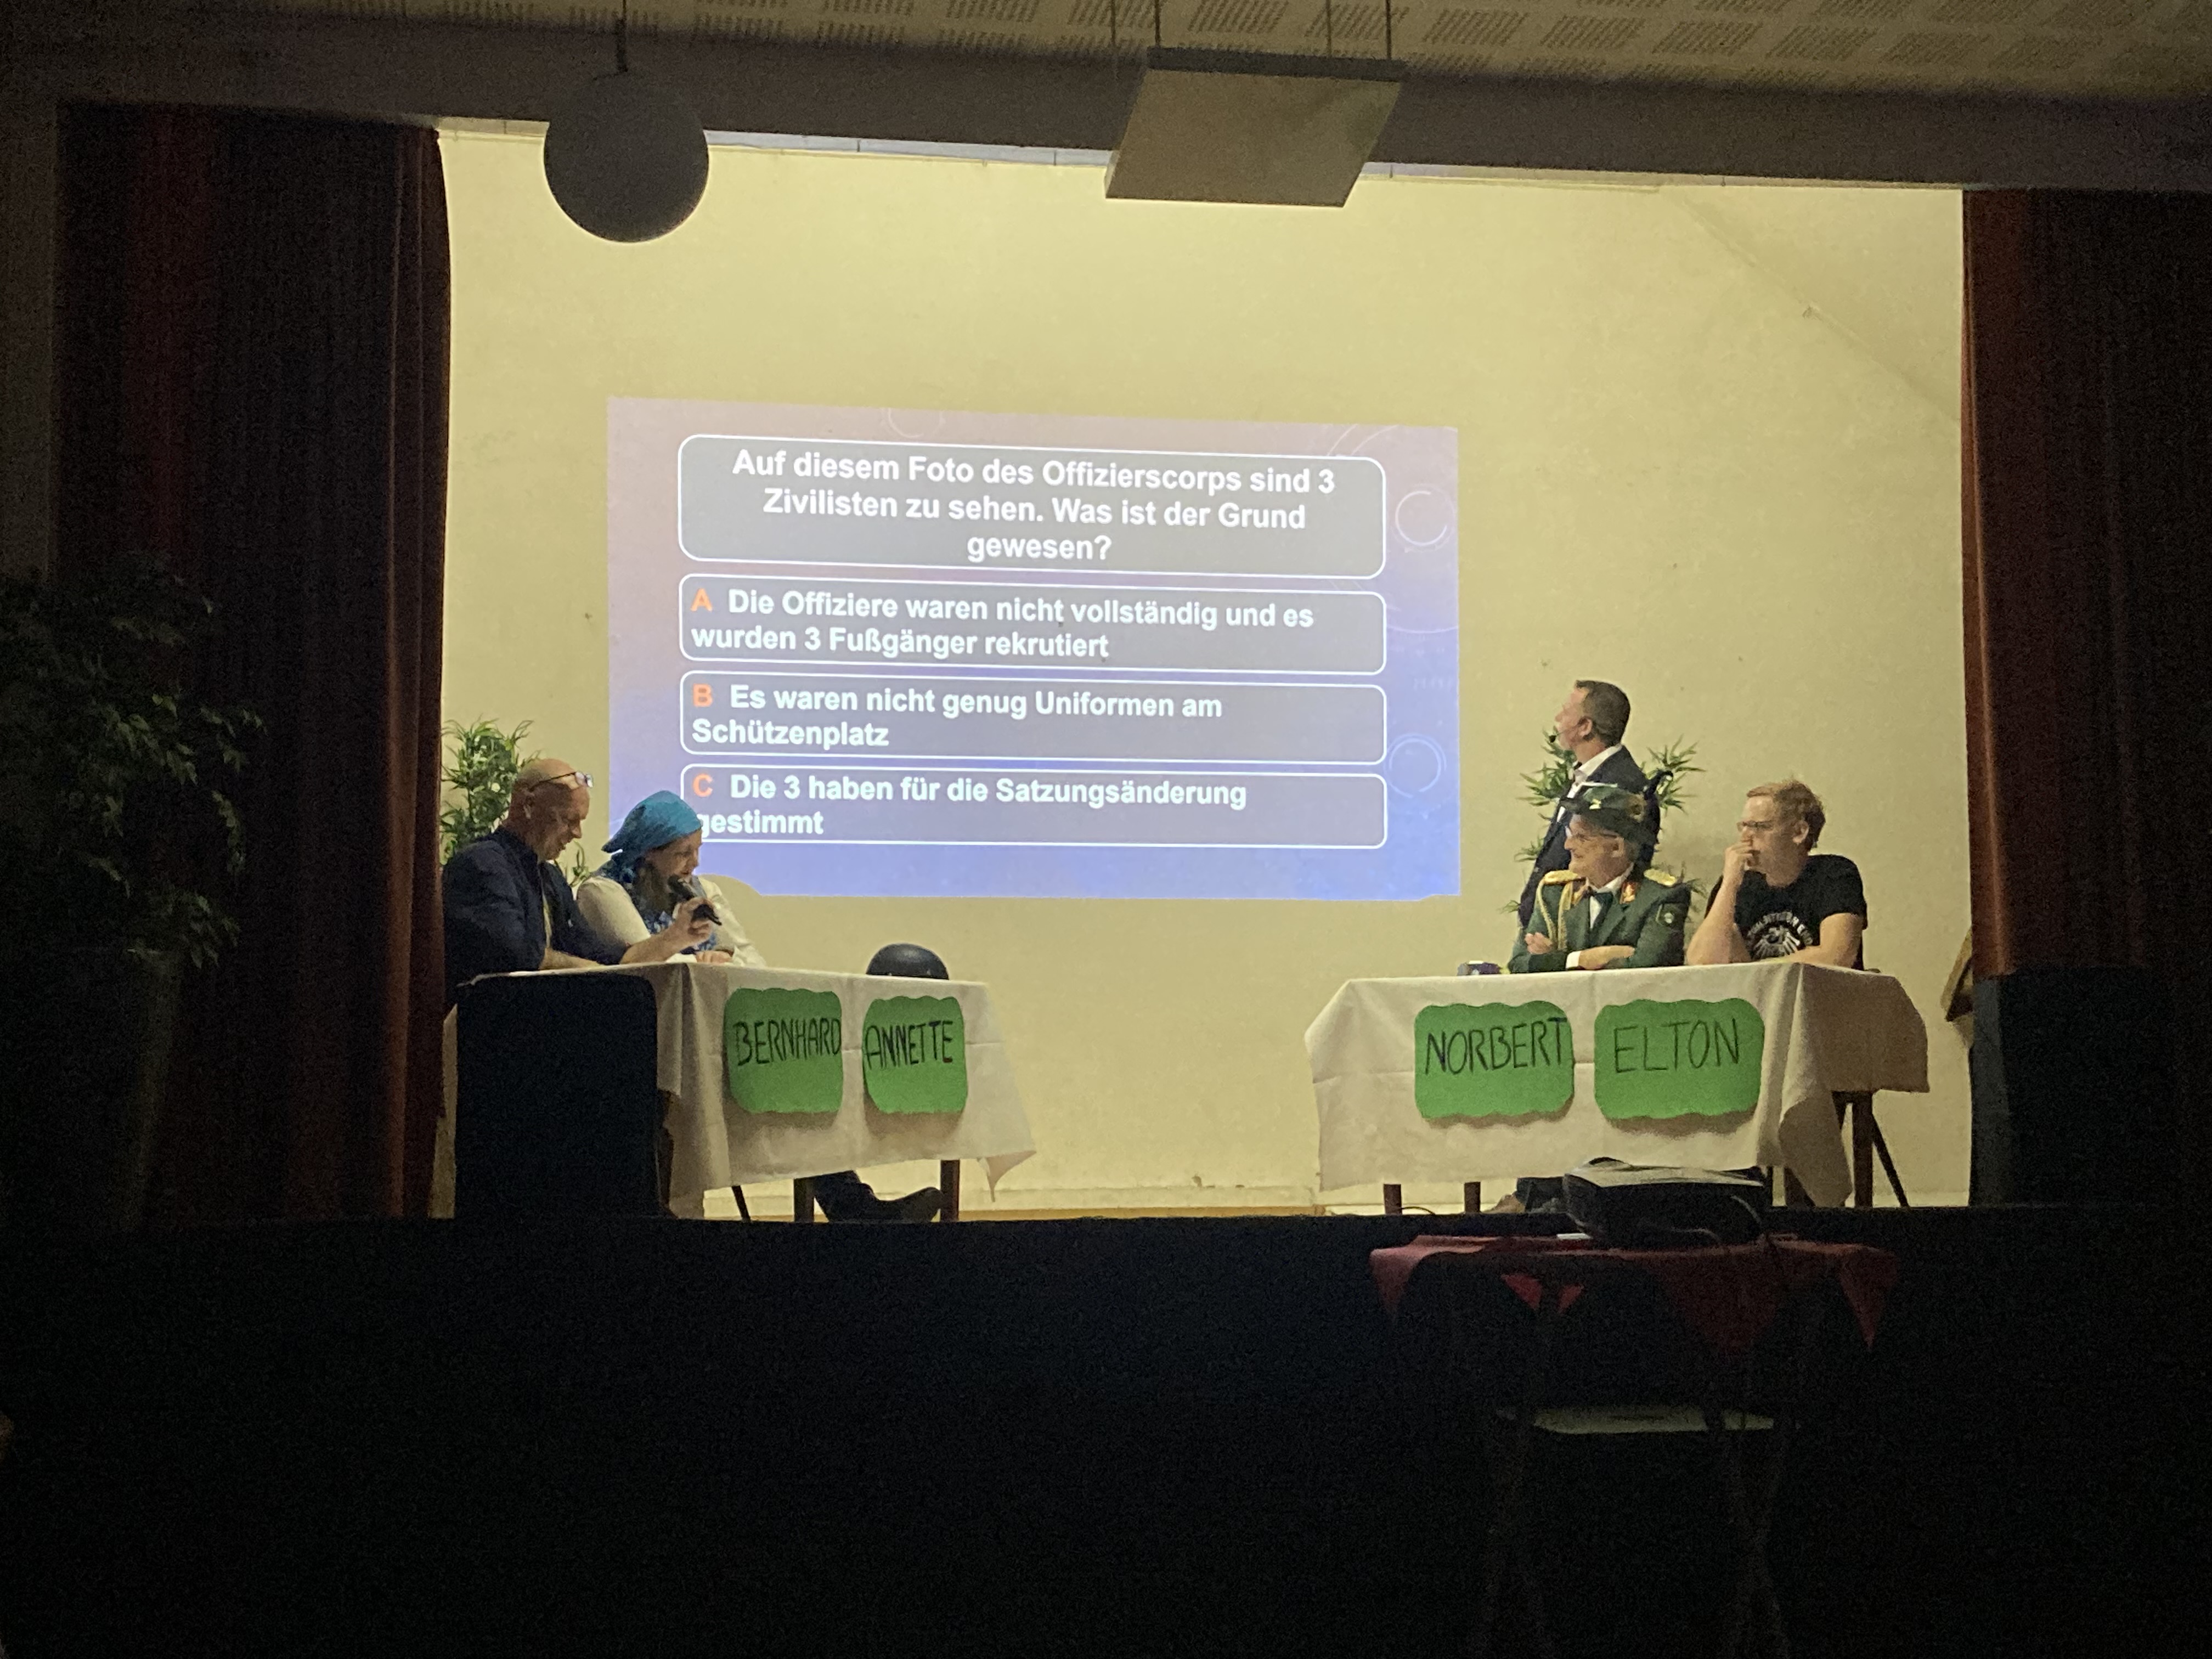 Auf diesem Foto des Offizierscorps sind 3
Zivilisten zu sehen. Was ist der Grund
gewesen?
A Die Offiziere waren nicht vollständig und es
wurden 3 Fußgänger rekrutiert
B Es waren nicht genug Uniformen am
Schützenplatz
C Die 3 haben für die Satzungsänderung
gestimmt
BERNHARD ANNETTE
NORBERT ELTON